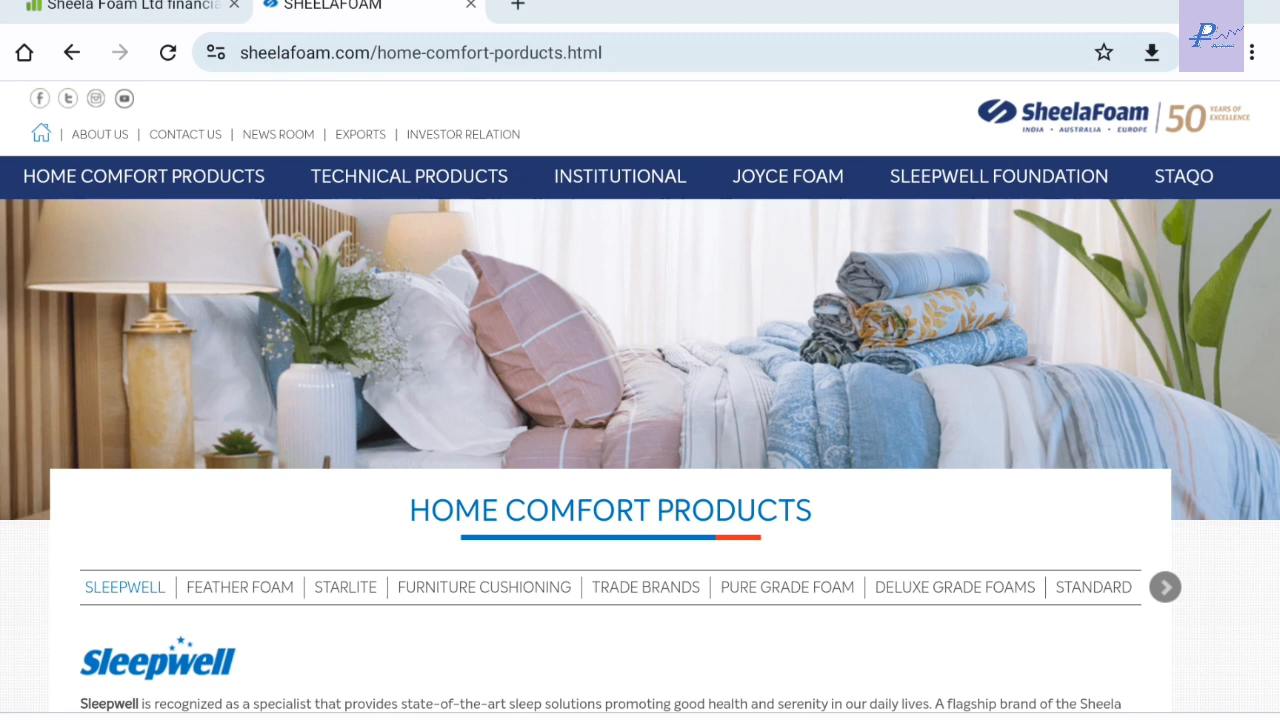 Sheela Foam Ltd financia
SHEELAFOAM
sheelafoam.com/home-comfort-porducts.html
ABOUT US | CONTACT US | NEWS ROOM | EXPORTS | INVESTOR RELATION
SheelaFoam
INDIA • AUSTRALIA • EUROPE
50 YEARS OF
EXCELLENCE
HOME COMFORT PRODUCTS TECHNICAL PRODUCTS INSTITUTIONAL JOYCE FOAM SLEEPWELL FOUNDATION STAQO
HOME COMFORT PRODUCTS
SLEEPWELL | FEATHER FOAM | STARLITE | FURNITURE CUSHIONING | TRADE BRANDS | PURE GRADE FOAM | DELUXE GRADE FOAMS | STANDARD
Sleepwell
Sleepwell is recognized as a specialist that provides state-of-the-art sleep solutions promoting good health and serenity in our daily lives. A flagship brand of the Sheela